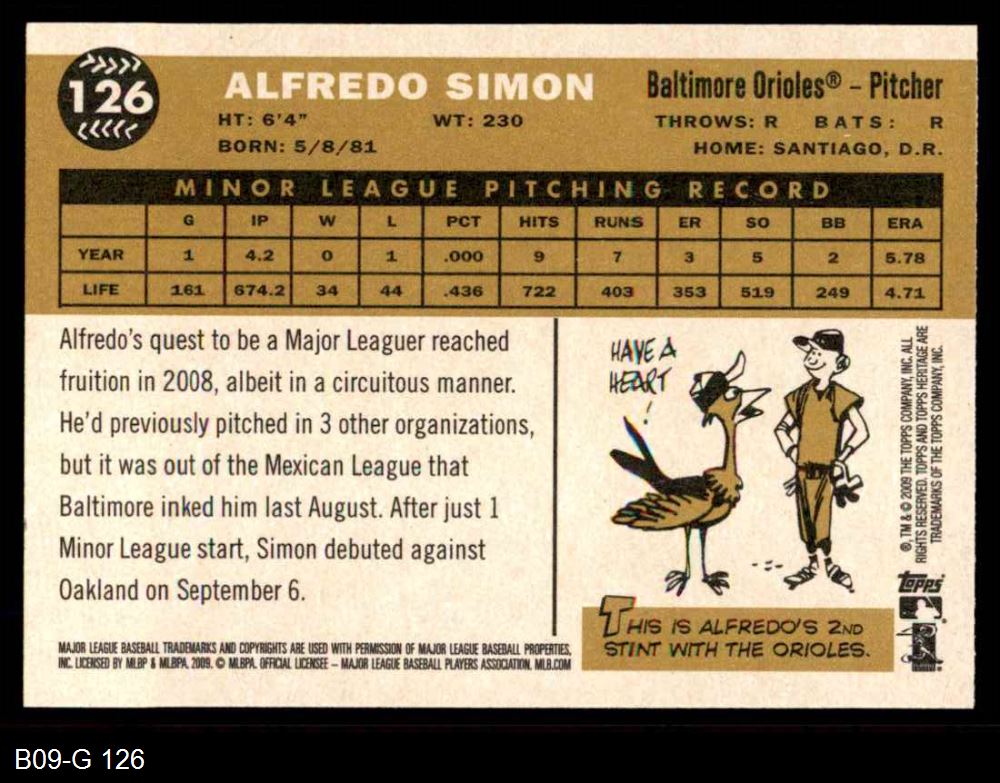 126
ALFREDO SIMON
Baltimore Orioles® – Pitcher
HT: 6'4" WT: 230
THROWS: R BATS: R
BORN: 5/8/81
HOME: SANTIAGO, D.R.
MINOR LEAGUE PITCHING RECORD
G IP W L PCT HITS RUNS ER SO BB ERA
YEAR 1 4.2 0 1 .000 9 7 3 5 2 5.78
LIFE 161 674.2 34 44 .436 722 403 353 519 249 4.71
Alfredo's quest to be a Major Leaguer reached
fruition in 2008, albeit in a circuitous manner.
He'd previously pitched in 3 other organizations,
but it was out of the Mexican League that
Baltimore inked him last August. After just 1
Minor League start, Simon debuted against
Oakland on September 6.
HAVE A
HEART
!
THIS IS ALFREDO'S 2ND
STINT WITH THE ORIOLES.
®, TM & © 2009 THE TOPPS COMPANY, INC. ALL
RIGHTS RESERVED. TOPPS AND TOPPS HERITAGE ARE
TRADEMARKS OF THE TOPPS COMPANY, INC.
topps
MAJOR LEAGUE BASEBALL TRADEMARKS AND COPYRIGHTS ARE USED WITH PERMISSION OF MAJOR LEAGUE BASEBALL PROPERTIES,
INC. LICENSED BY MLBP & MLBPA, 2009. © MLBPA. OFFICIAL LICENSEE – MAJOR LEAGUE BASEBALL PLAYERS ASSOCIATION, MLB.COM
B09-G 126